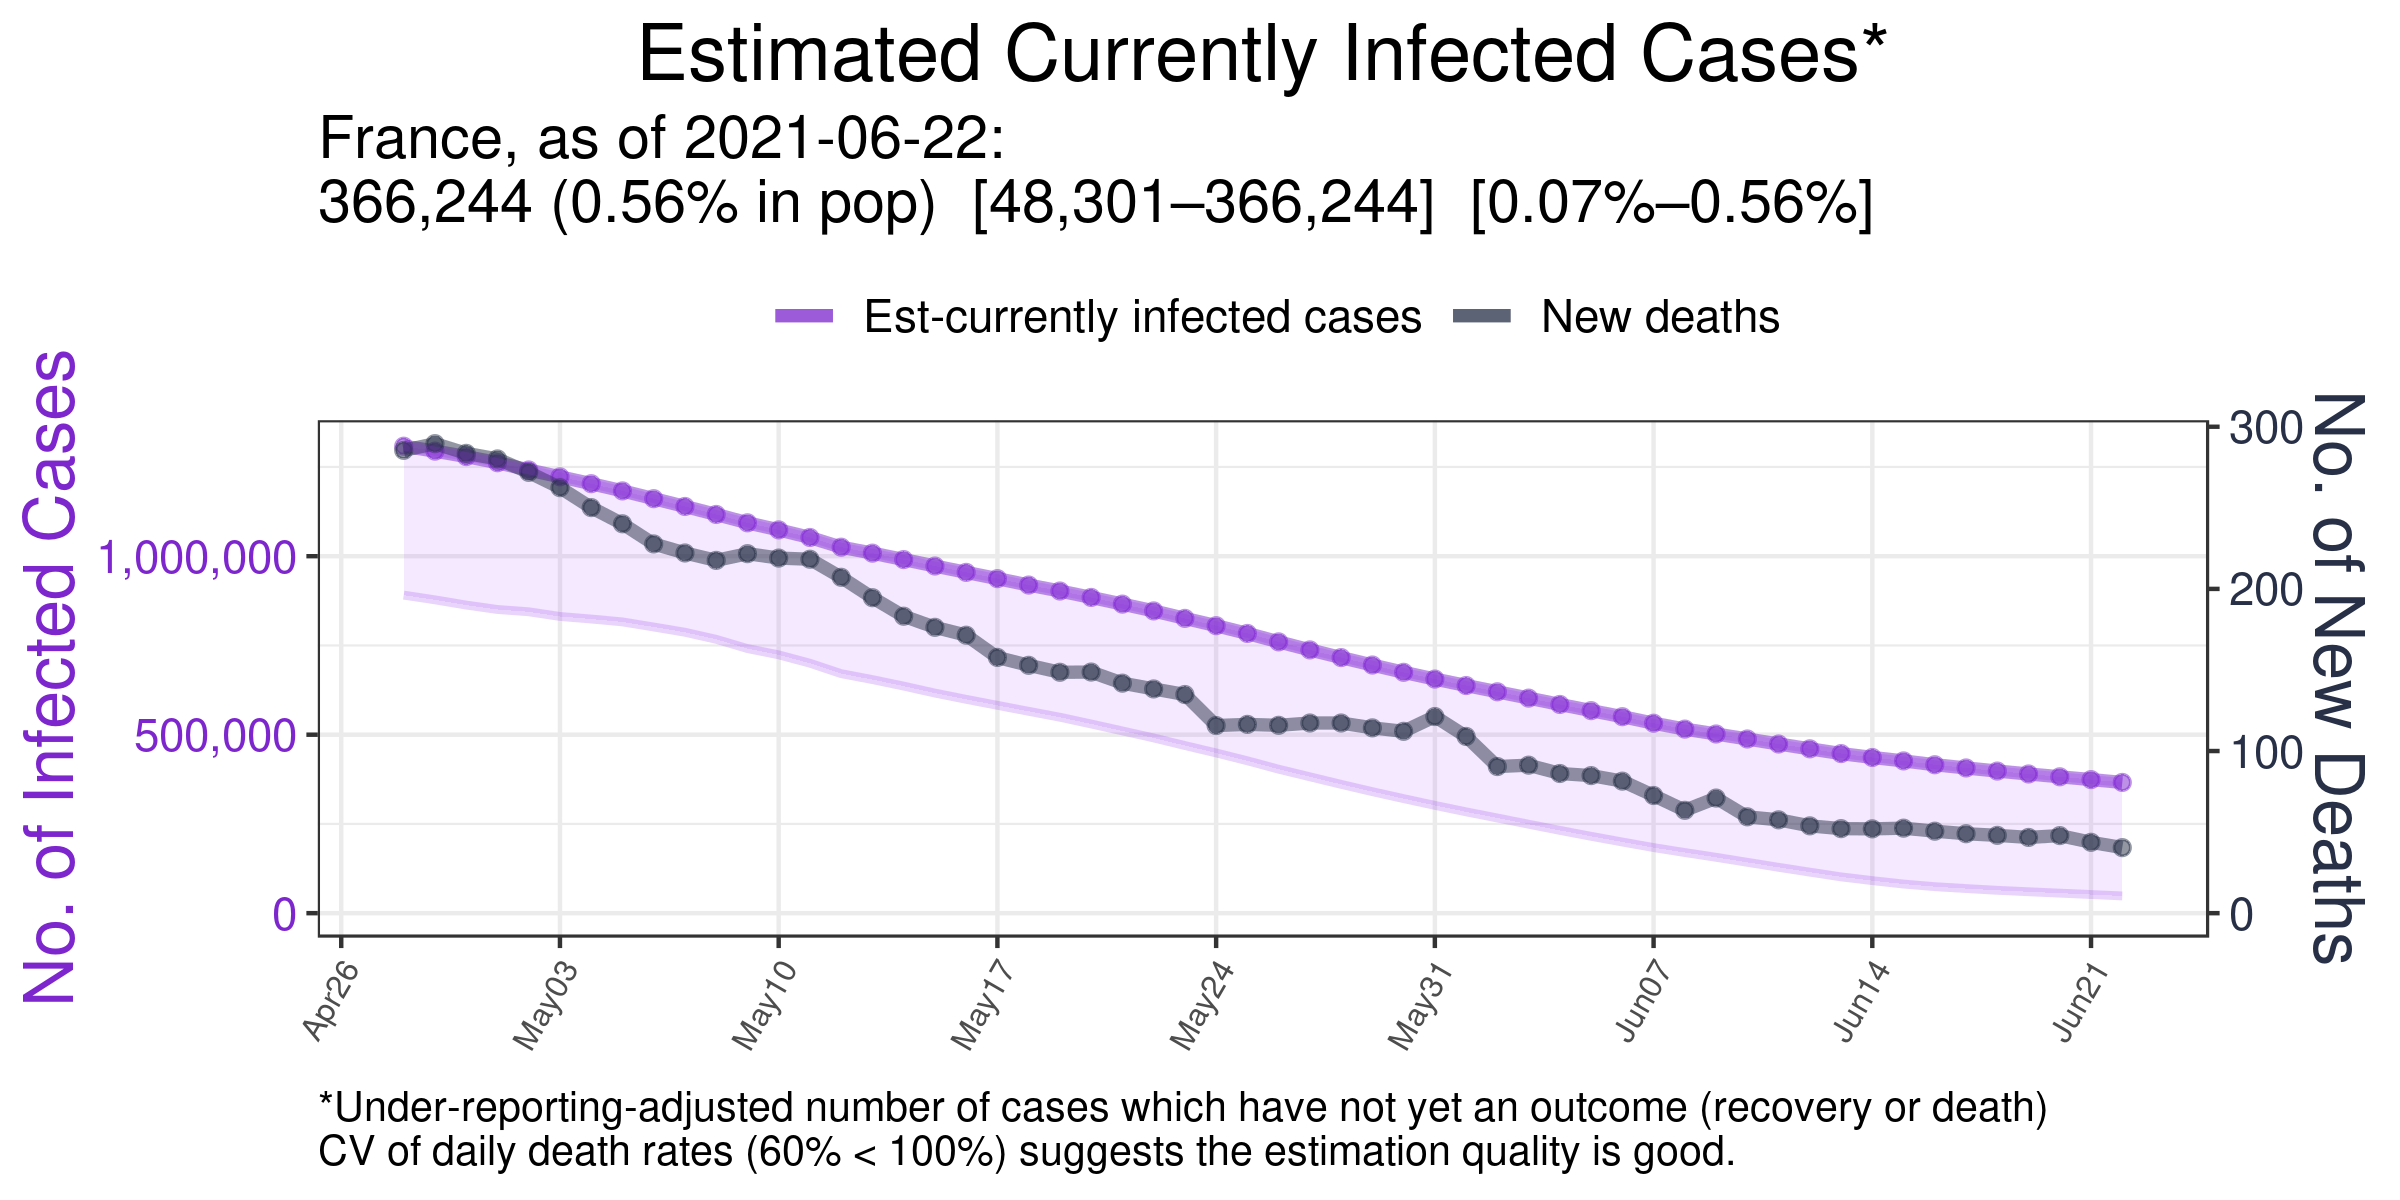 Estimated Currently Infected Cases*
France, as of 2021-06-22:
366,244 (0.56% in pop)  [48,301–366,244]  [0.07%–0.56%]
Est-currently infected cases
New deaths
No. of Infected Cases
1,000,000
500,000
0
300
200
100
0
No. of New Deaths
Apr26
May03
May10
May17
May24
May31
Jun07
Jun14
Jun21
*Under-reporting-adjusted number of cases which have not yet an outcome (recovery or death)
CV of daily death rates (60% < 100%) suggests the estimation quality is good.